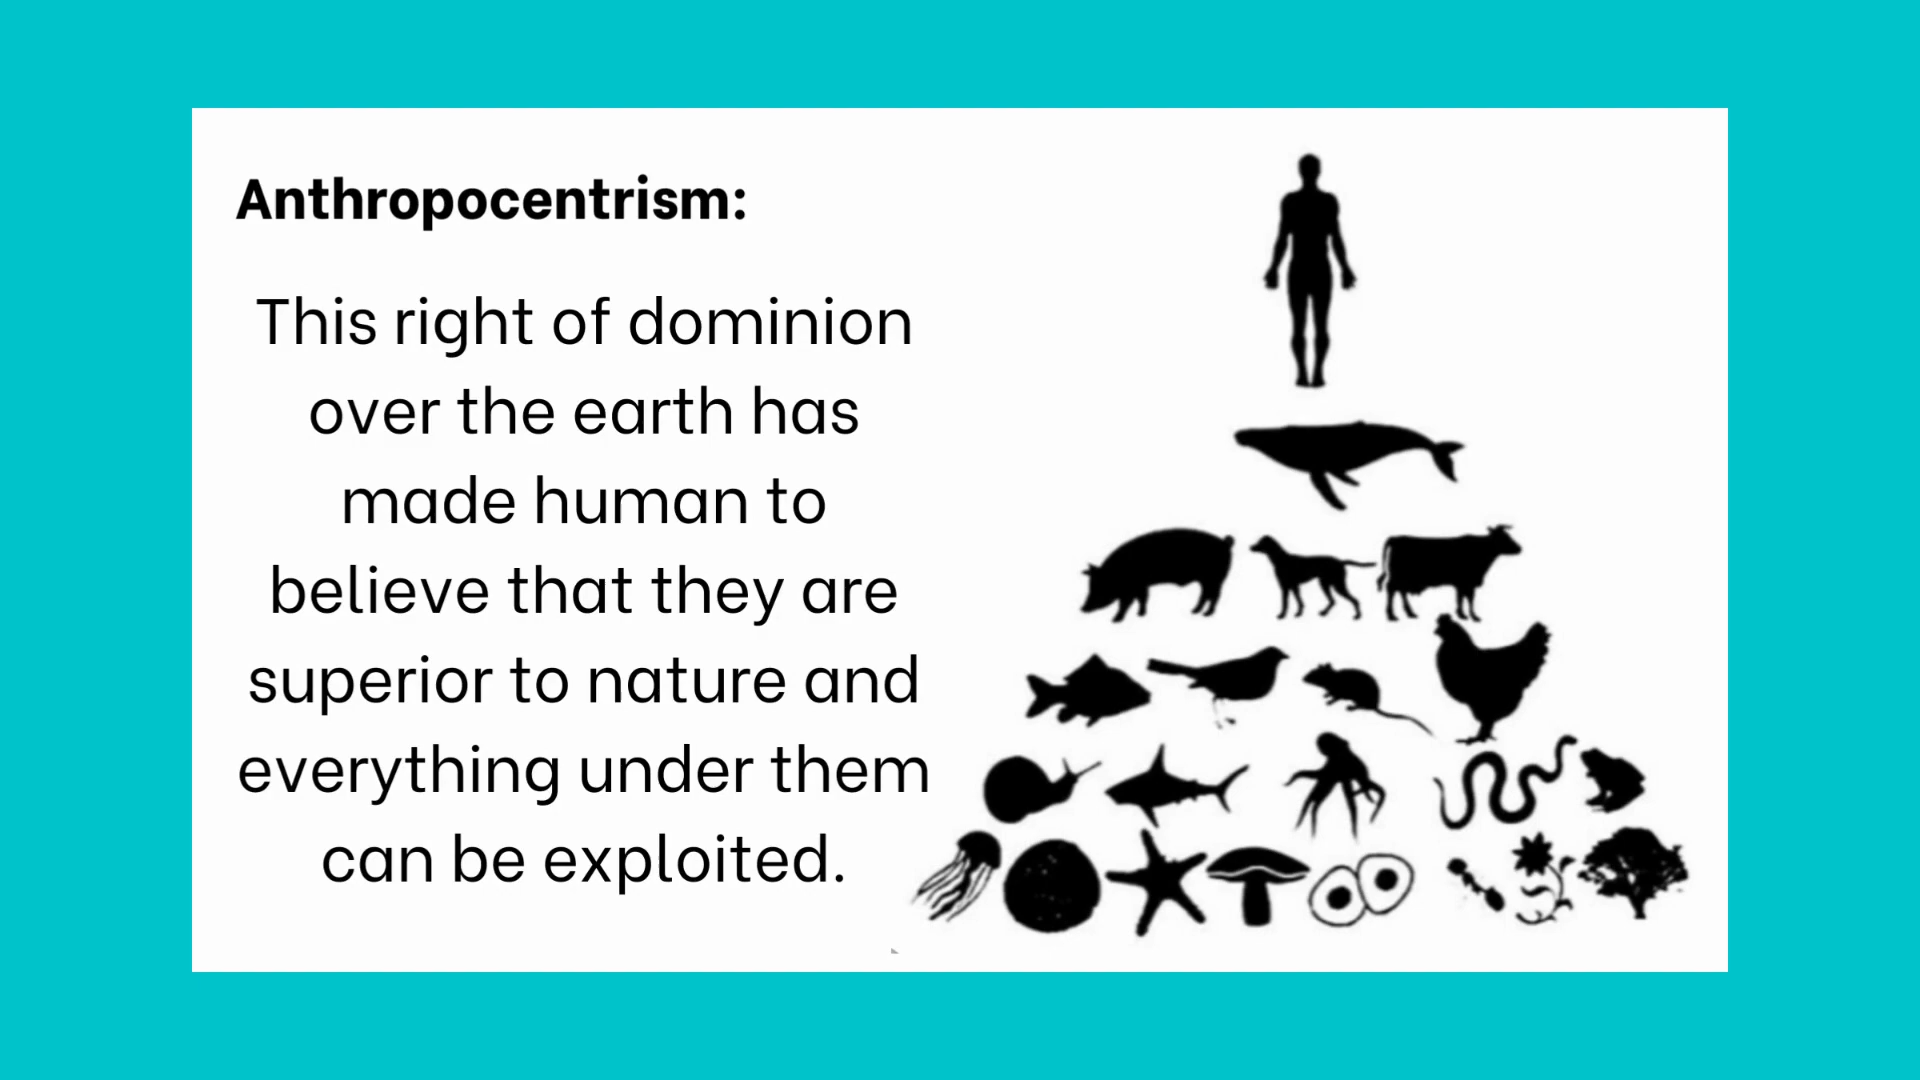 Anthropocentrism:
This right of dominion
over the earth has
made human to
believe that they are
superior to nature and
everything under them
can be exploited.